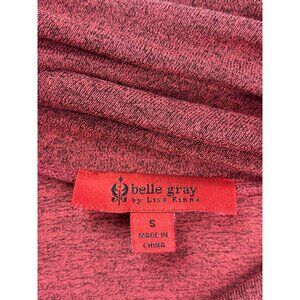 belle gray
by Lisa Rinna
S
MADE IN
CHINA